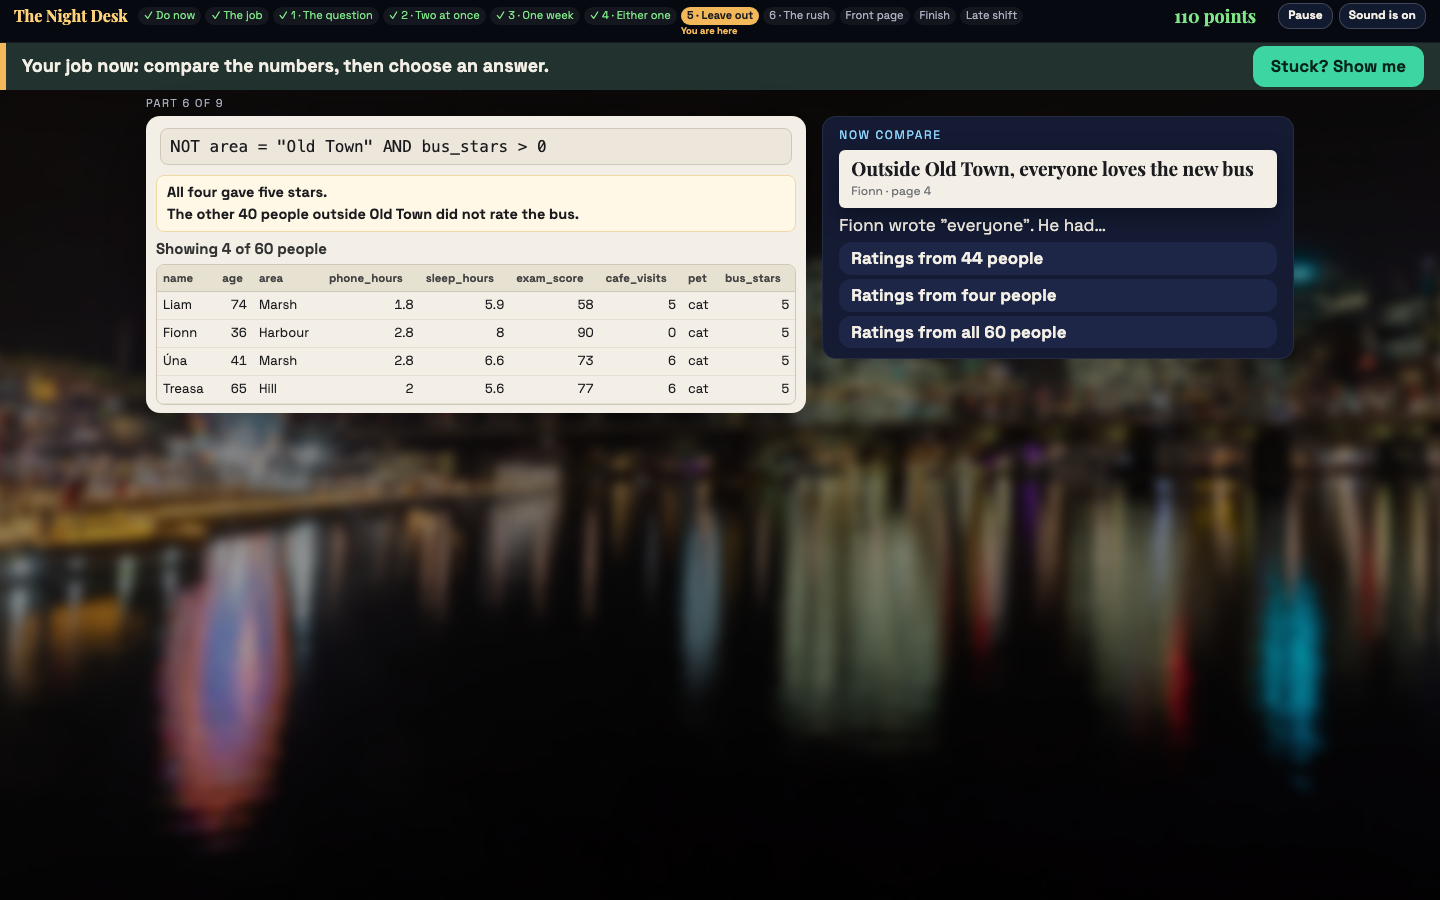 The Night Desk
✓ Do now
✓ The job
✓ 1 · The question
✓ 2 · Two at once
✓ 3 · One week
✓ 4 · Either one
5 · Leave out
6 · The rush
Front page
Finish
Late shift
You are here
110 points
Pause
Sound is on
Your job now: compare the numbers, then choose an answer.
Stuck? Show me
PART 6 OF 9
NOT area = "Old Town" AND bus_stars > 0
All four gave five stars.
The other 40 people outside Old Town did not rate the bus.
Showing 4 of 60 people
name age area phone_hours sleep_hours exam_score cafe_visits pet bus_stars
Liam 74 Marsh 1.8 5.9 58 5 cat 5
Fionn 36 Harbour 2.8 8 90 0 cat 5
Úna 41 Marsh 2.8 6.6 73 6 cat 5
Treasa 65 Hill 2 5.6 77 6 cat 5
NOW COMPARE
Outside Old Town, everyone loves the new bus
Fionn · page 4
Fionn wrote "everyone". He had…
Ratings from 44 people
Ratings from four people
Ratings from all 60 people